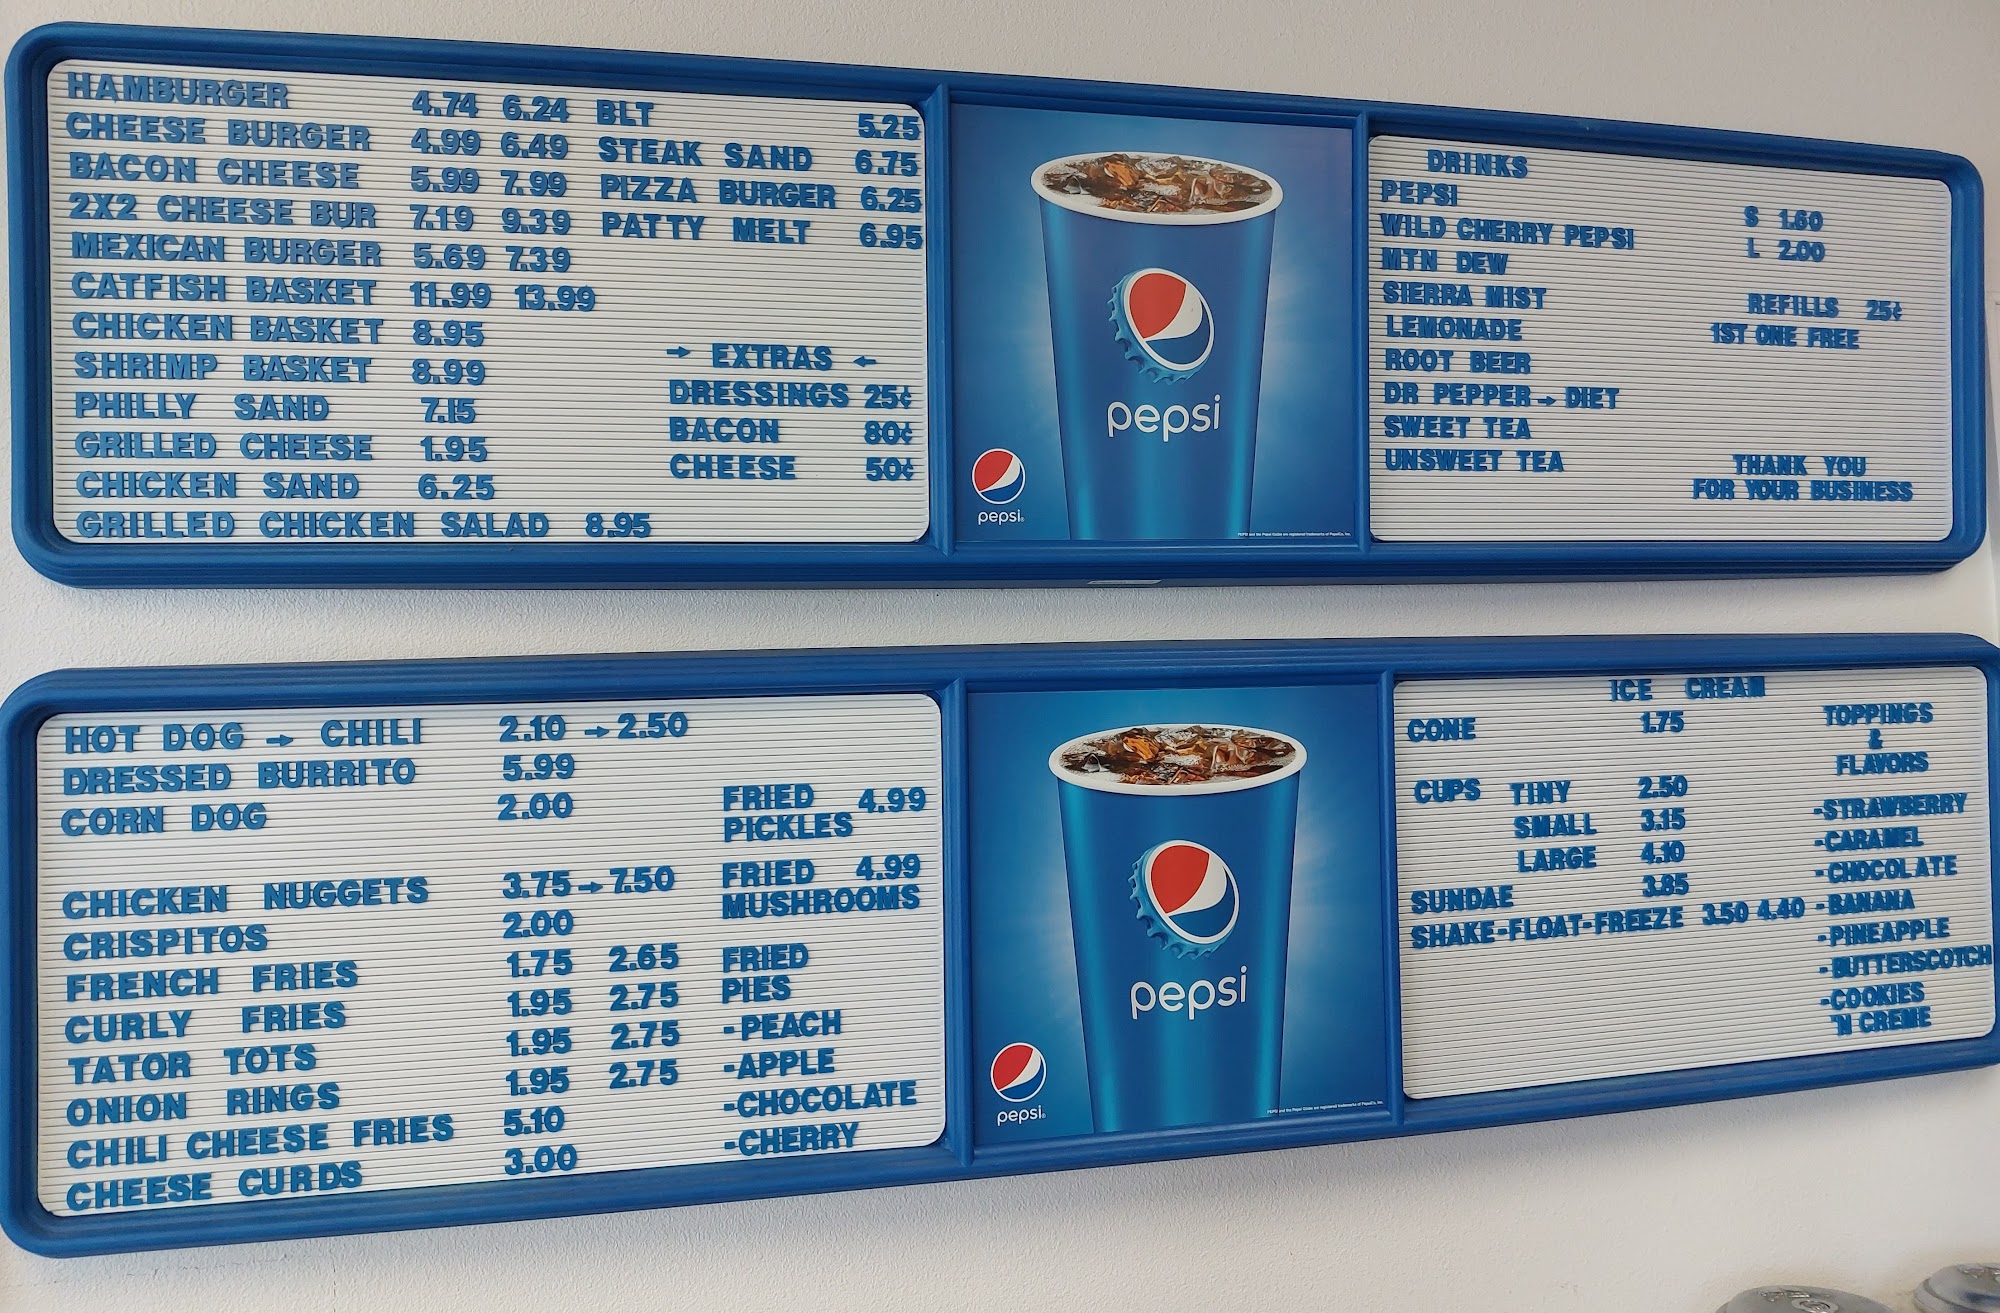 HAMBURGER 4.74 6.24
CHEESE BURGER 4.99 6.49
BACON CHEESE 5.99 7.99
2X2 CHEESE BUR 7.19 9.39
MEXICAN BURGER 5.69 7.39
CATFISH BASKET 11.99 13.99
CHICKEN BASKET 8.95
SHRIMP BASKET 8.99
PHILLY SAND 7.15
GRILLED CHEESE 1.95
CHICKEN SAND 6.25
GRILLED CHICKEN SALAD 8.95
BLT 5.25
STEAK SAND 6.75
PIZZA BURGER 6.25
PATTY MELT 6.95
→ EXTRAS ←
DRESSINGS 25¢
BACON 80¢
CHEESE 50¢
pepsi
pepsi
DRINKS
PEPSI
WILD CHERRY PEPSI
MTN DEW
SIERRA MIST
LEMONADE
ROOT BEER
DR PEPPER → DIET
SWEET TEA
UNSWEET TEA
S 1.60
L 2.00
REFILLS 25¢
1ST ONE FREE
THANK YOU
FOR YOUR BUSINESS
HOT DOG → CHILI 2.10 → 2.50
DRESSED BURRITO 5.99
CORN DOG 2.00
CHICKEN NUGGETS 3.75 → 7.50
CRISPITOS 2.00
FRENCH FRIES 1.75 2.65
CURLY FRIES 1.95 2.75
TATOR TOTS 1.95 2.75
ONION RINGS 1.95 2.75
CHILI CHEESE FRIES 5.10
CHEESE CURDS 3.00
FRIED 4.99
PICKLES
FRIED 4.99
MUSHROOMS
FRIED
PIES
-PEACH
-APPLE
-CHOCOLATE
-CHERRY
pepsi
pepsi
ICE CREAM
CONE 1.75
CUPS TINY 2.50
SMALL 3.15
LARGE 4.10
SUNDAE 3.85
SHAKE-FLOAT-FREEZE 3.50 4.40
TOPPINGS
&
FLAVORS
-STRAWBERRY
-CARAMEL
-CHOCOLATE
-BANANA
-PINEAPPLE
-BUTTERSCOTCH
-COOKIES
'N CREME